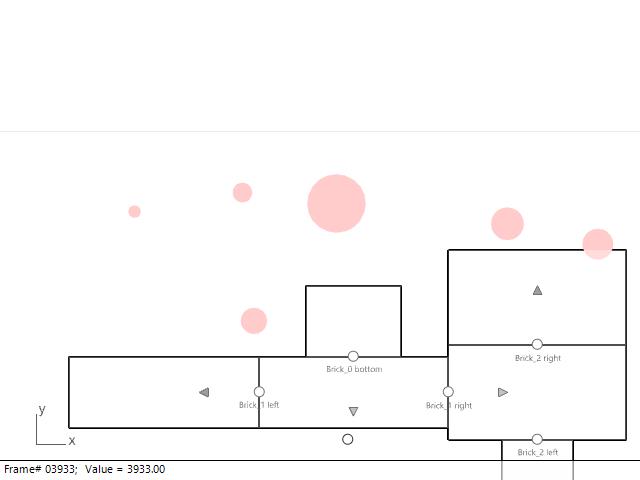 Brick_2 right
Brick_0 bottom
Brick_1 left
Brick_1 right
y
x
Brick_2 left
Frame# 03933;  Value = 3933.00